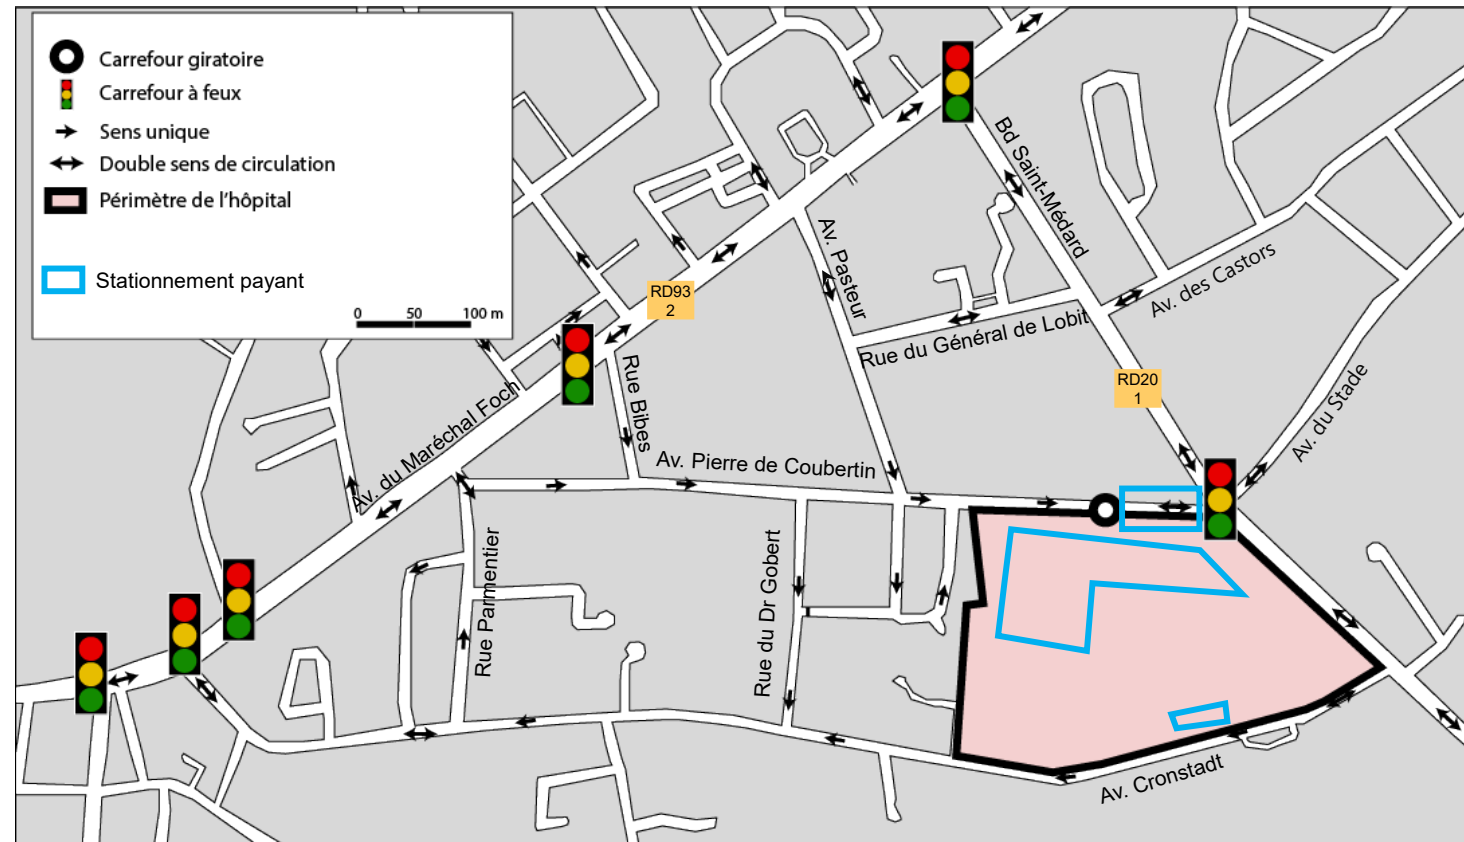 Carrefour giratoire
Carrefour à feux
Sens unique
Double sens de circulation
Périmètre de l'hôpital
Stationnement payant
0 50 100 m
Bd Saint-Médard
Av. Pasteur
Av. des Castors
RD93
2
Rue du Général de Lobit
Rue Bibes
RD20
1
Av. du Stade
Av. du Maréchal Foch
Av. Pierre de Coubertin
Rue Parmentier
Rue du Dr Gobert
Av. Cronstadt